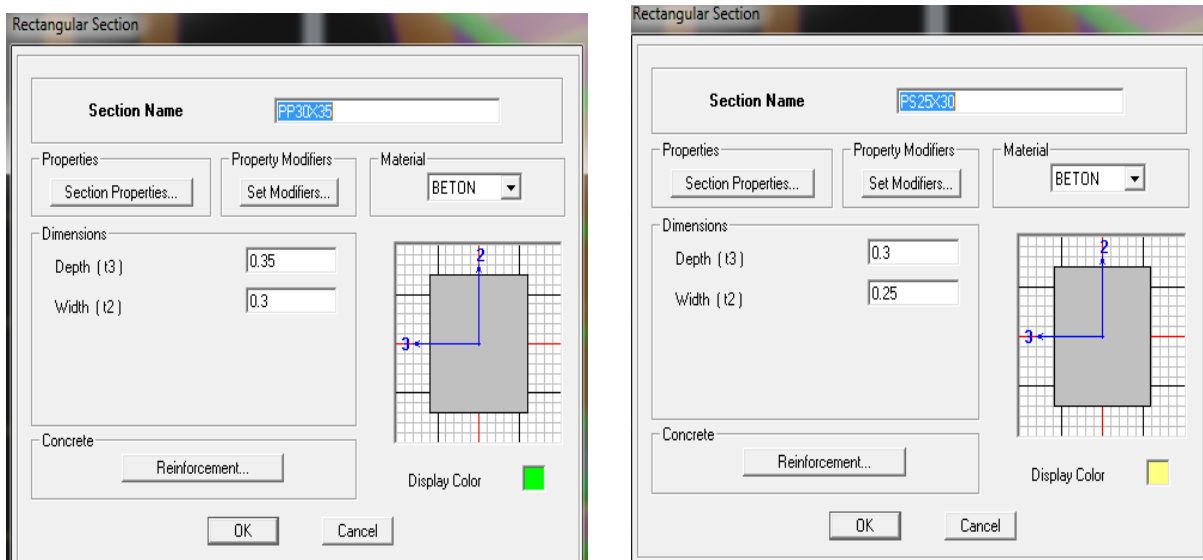 Rectangular Section
Section Name PP30X35
Properties Property Modifiers Material
Section Properties... Set Modifiers... BETON
Dimensions
Depth ( t3 ) 0.35
Width ( t2 ) 0.3
2
3
Concrete
Reinforcement...
Display Color
OK Cancel
Rectangular Section
Section Name PS25X30
Properties Property Modifiers Material
Section Properties... Set Modifiers... BETON
Dimensions
Depth ( t3 ) 0.3
Width ( t2 ) 0.25
2
3
Concrete
Reinforcement...
Display Color
OK Cancel